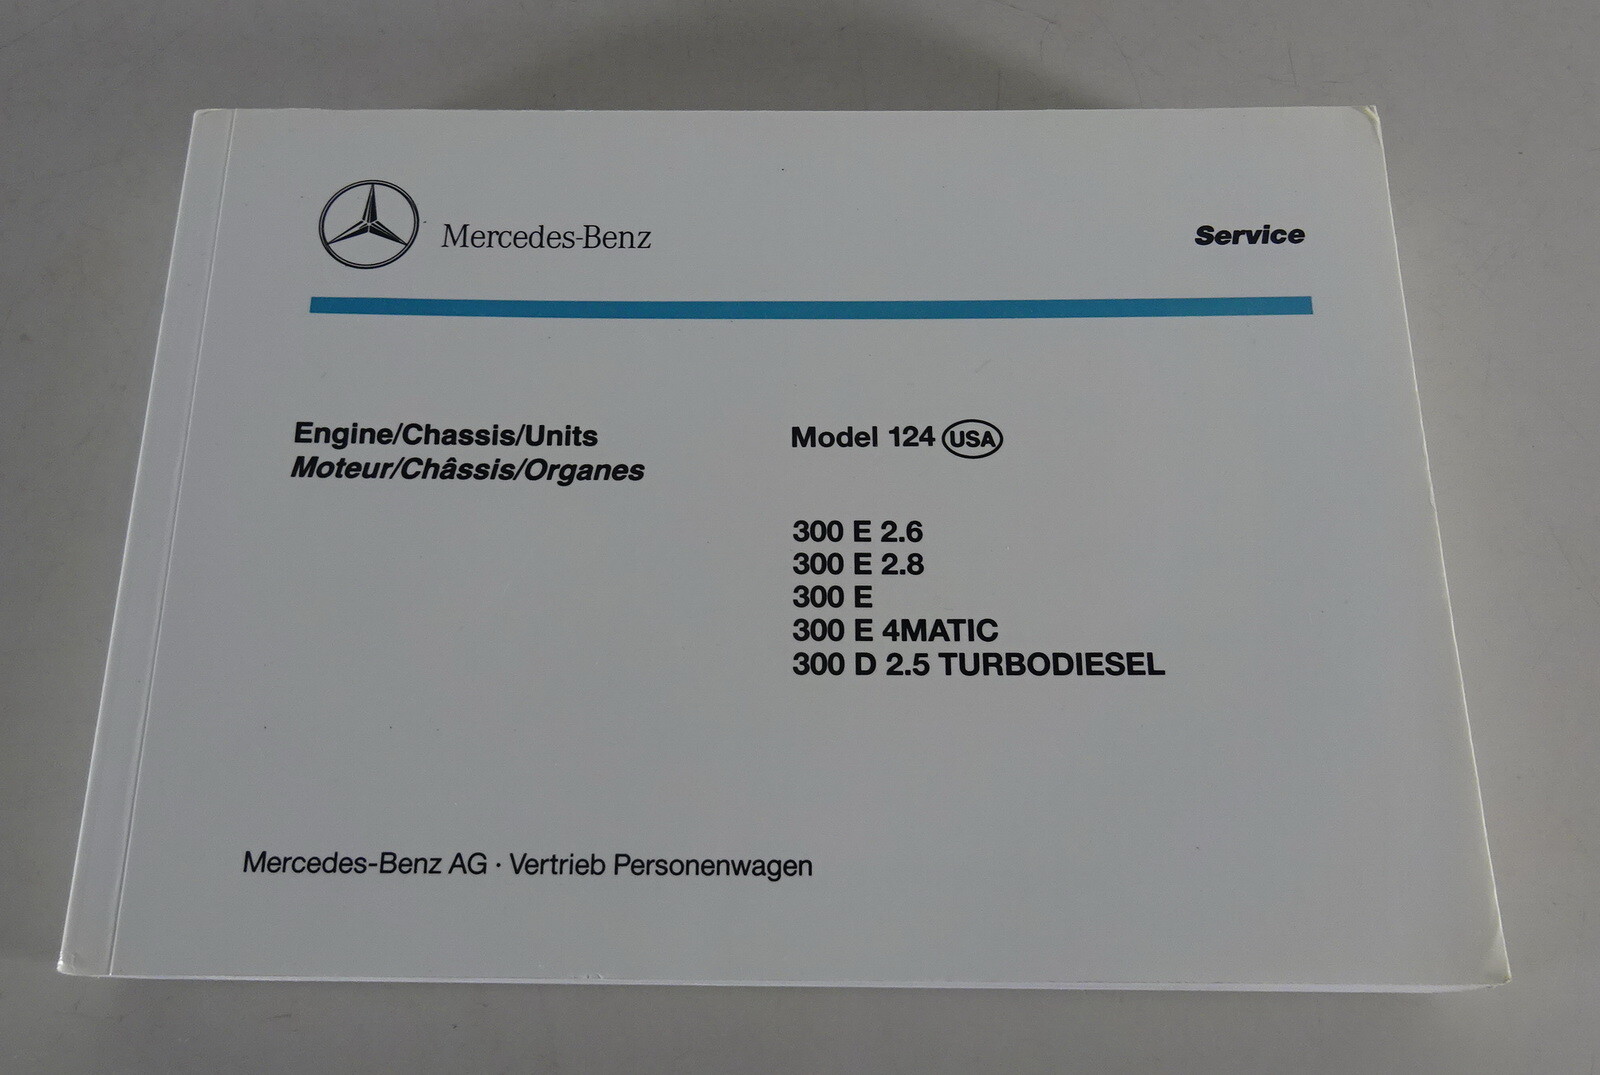 Mercedes-Benz
Service
Engine/Chassis/Units
Moteur/Châssis/Organes
Model 124 USA
300 E 2.6
300 E 2.8
300 E
300 E 4MATIC
300 D 2.5 TURBODIESEL
Mercedes-Benz AG · Vertrieb Personenwagen